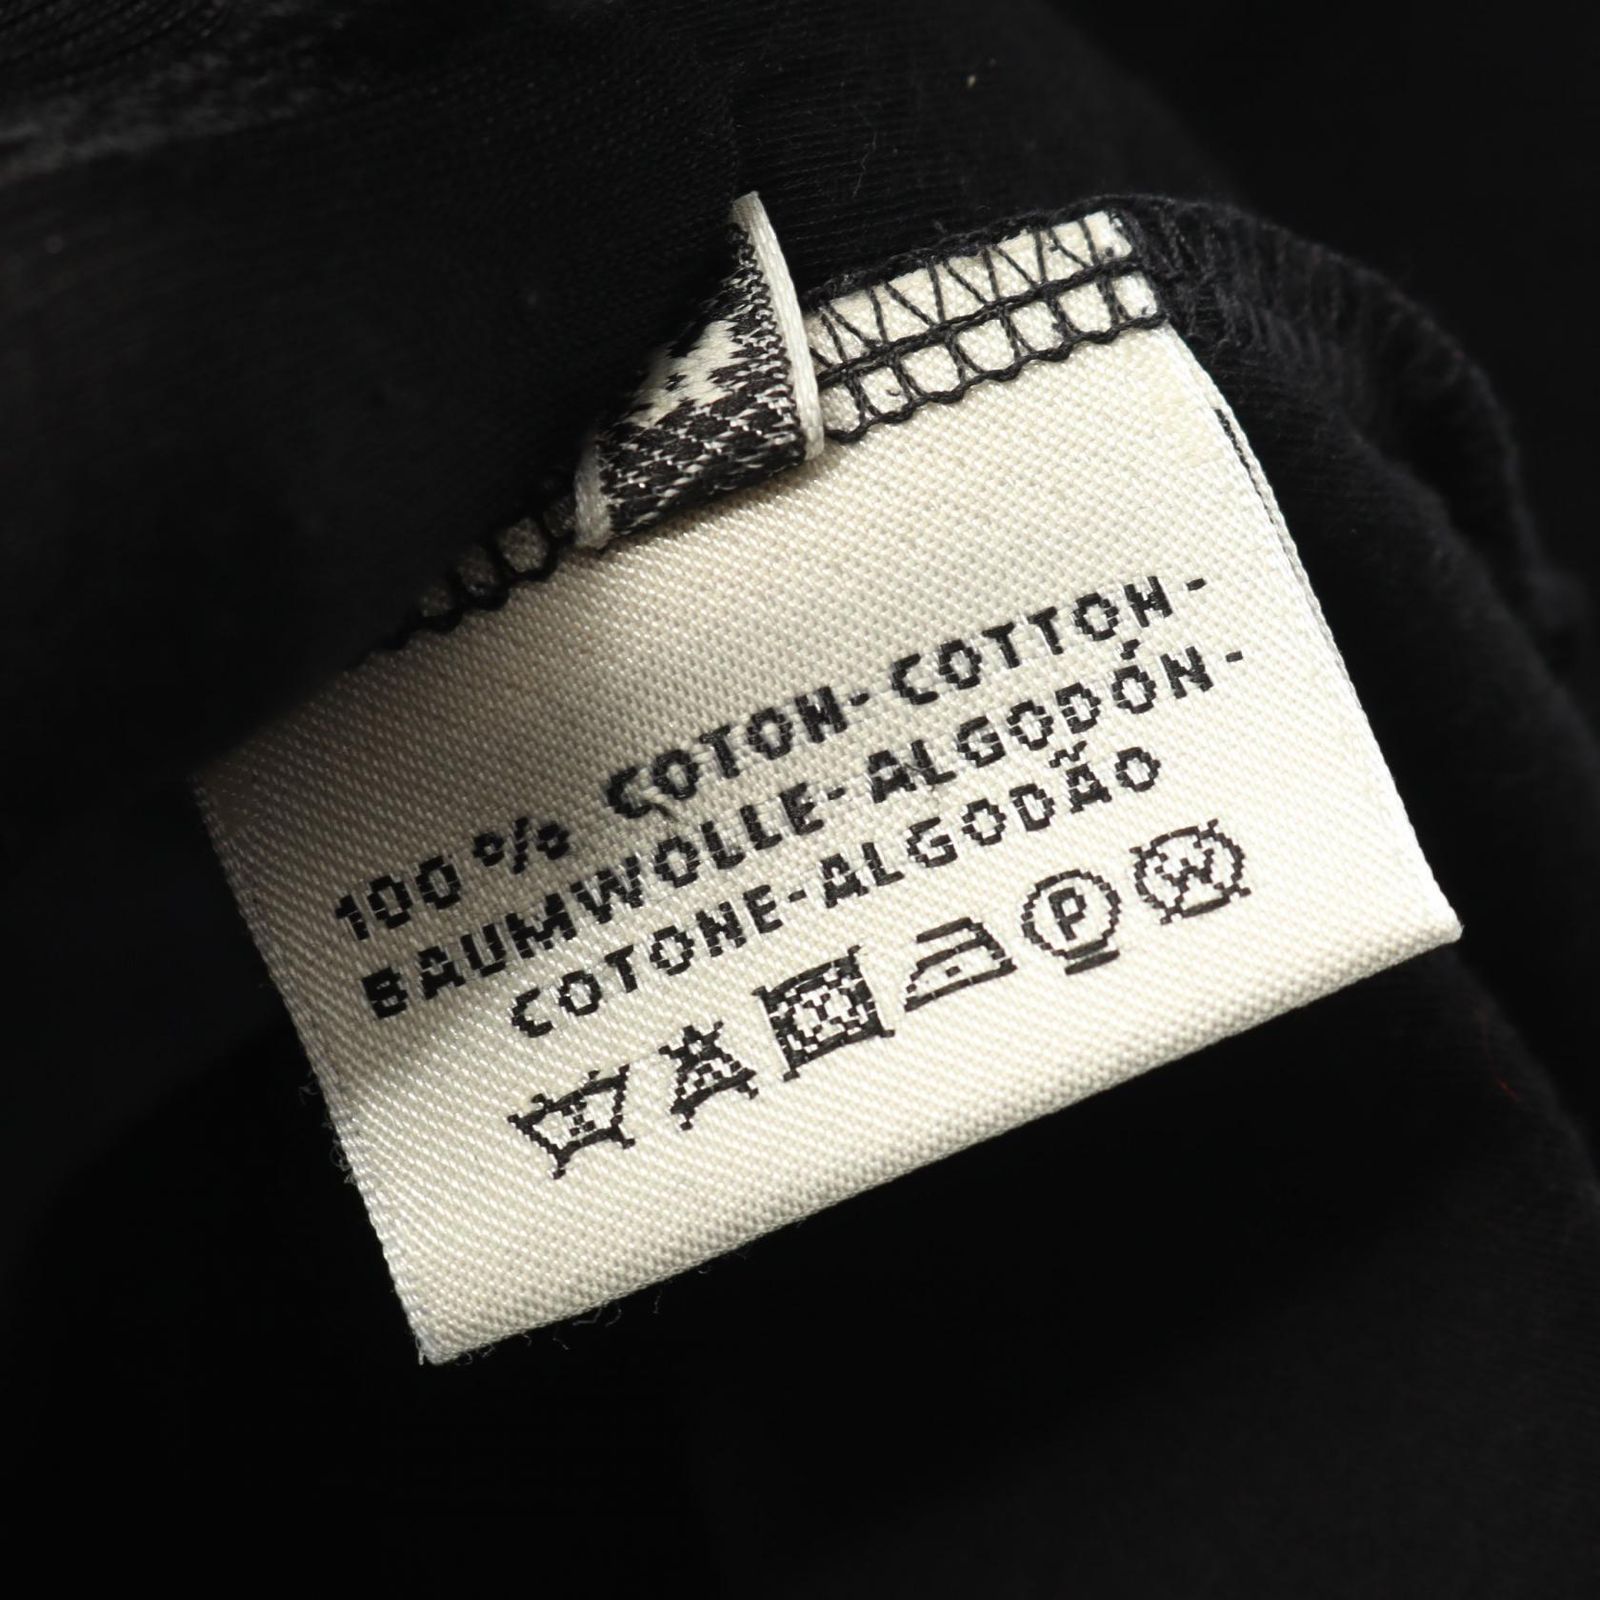 100 % COTON-COTTON-
BAUMWOLLE-ALGODÓN-
COTONE-ALGODÃO
P W